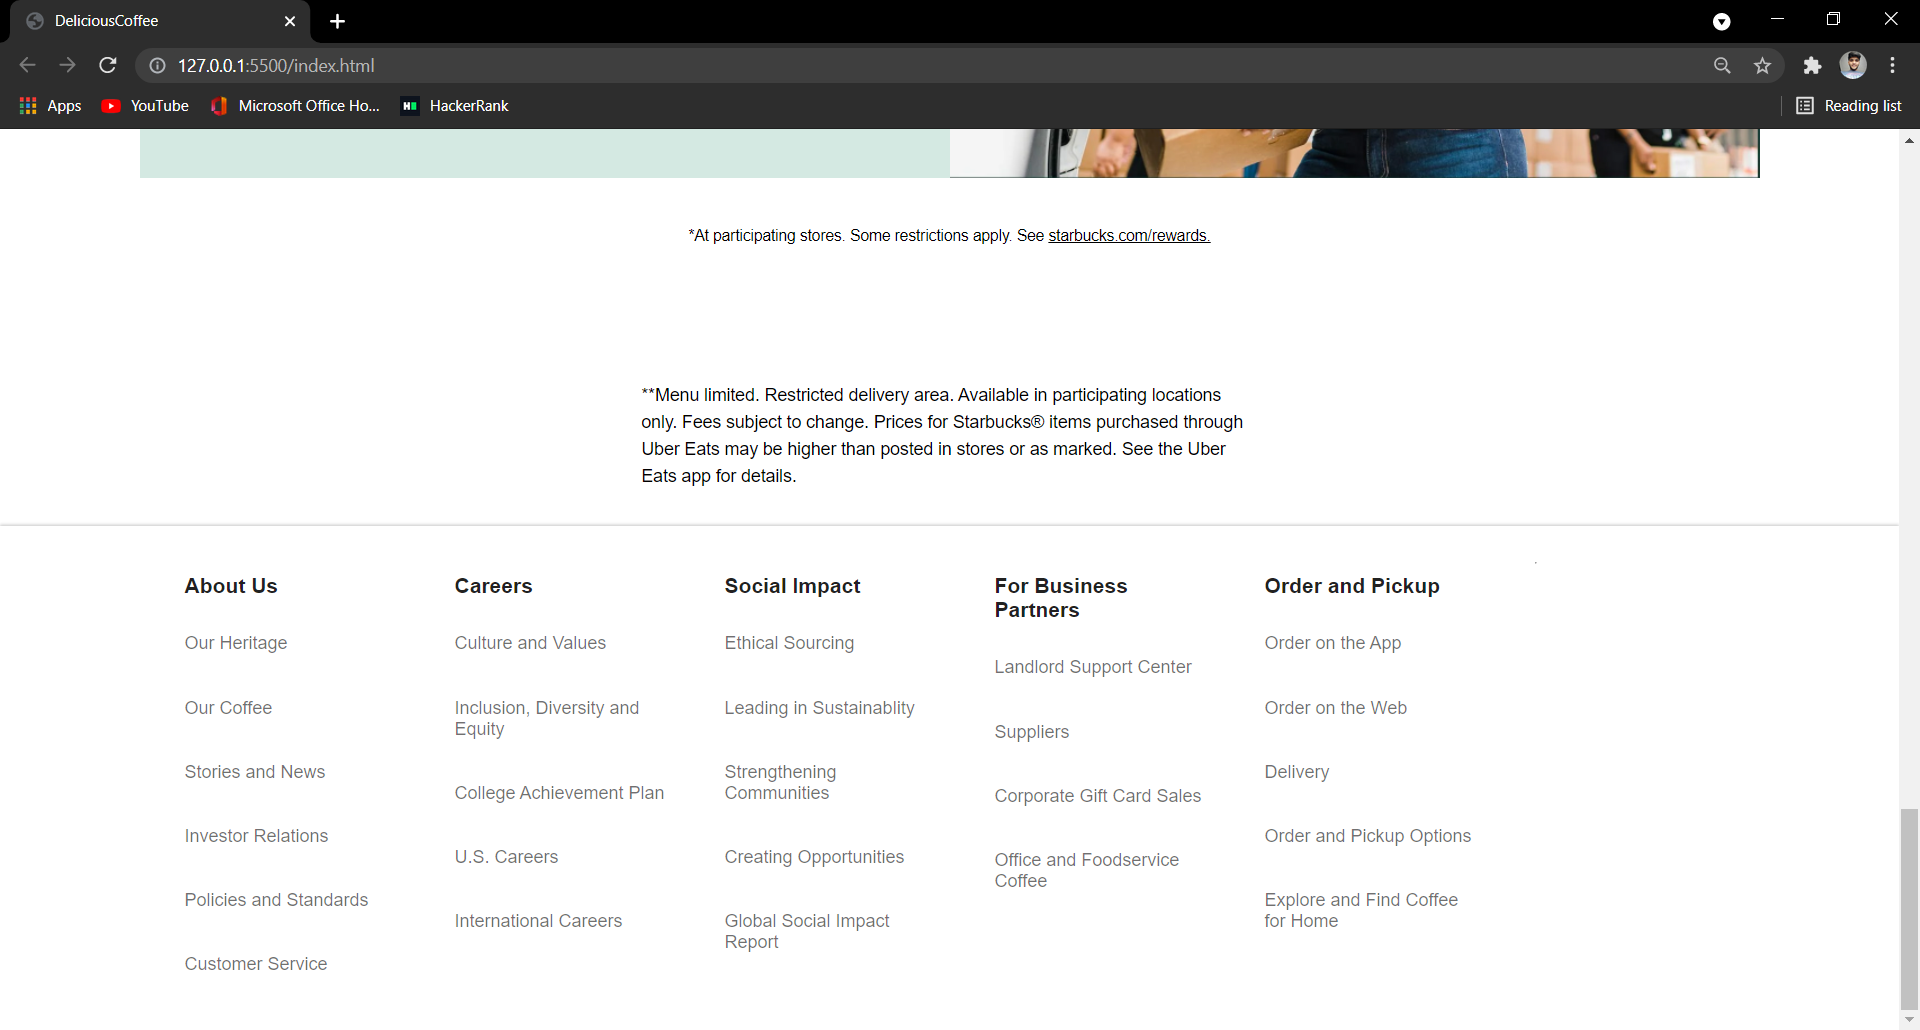 DeliciousCoffee
127.0.0.1:5500/index.html
Apps
YouTube
Microsoft Office Ho...
HackerRank
Reading list
*At participating stores. Some restrictions apply. See starbucks.com/rewards.
**Menu limited. Restricted delivery area. Available in participating locations
only. Fees subject to change. Prices for Starbucks® items purchased through
Uber Eats may be higher than posted in stores or as marked. See the Uber
Eats app for details.
About Us
Our Heritage
Our Coffee
Stories and News
Investor Relations
Policies and Standards
Customer Service
Careers
Culture and Values
Inclusion, Diversity and
Equity
College Achievement Plan
U.S. Careers
International Careers
Social Impact
Ethical Sourcing
Leading in Sustainablity
Strengthening
Communities
Creating Opportunities
Global Social Impact
Report
For Business
Partners
Landlord Support Center
Suppliers
Corporate Gift Card Sales
Office and Foodservice
Coffee
Order and Pickup
Order on the App
Order on the Web
Delivery
Order and Pickup Options
Explore and Find Coffee
for Home